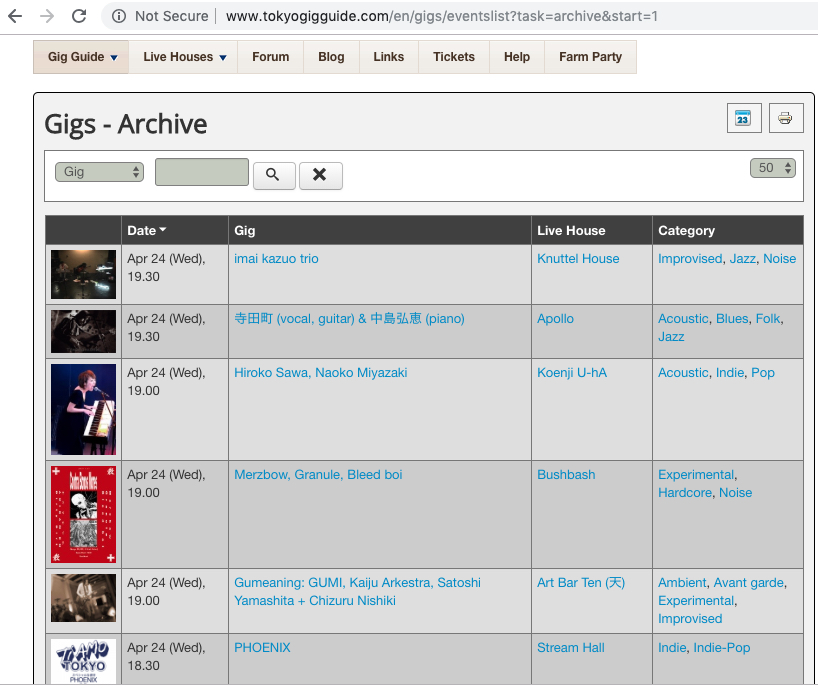 Not Secure | www.tokyogigguide.com/en/gigs/eventslist?task=archive&start=1
Gig Guide Live Houses Forum Blog Links Tickets Help Farm Party
Gigs - Archive
23
Gig
50
Date Gig Live House Category
Apr 24 (Wed), imai kazuo trio Knuttel House Improvised, Jazz, Noise
19.30
Apr 24 (Wed), 寺田町 (vocal, guitar) & 中島弘恵 (piano) Apollo Acoustic, Blues, Folk,
19.30 Jazz
Apr 24 (Wed), Hiroko Sawa, Naoko Miyazaki Koenji U-hA Acoustic, Indie, Pop
19.00
Apr 24 (Wed), Merzbow, Granule, Bleed boi Bushbash Experimental,
19.00 Hardcore, Noise
Apr 24 (Wed), Gumeaning: GUMI, Kaiju Arkestra, Satoshi Art Bar Ten (天) Ambient, Avant garde,
19.00 Yamashita + Chizuru Nishiki Experimental,
Improvised
Apr 24 (Wed), PHOENIX Stream Hall Indie, Indie-Pop
18.30
TOKYO
PHOENIX